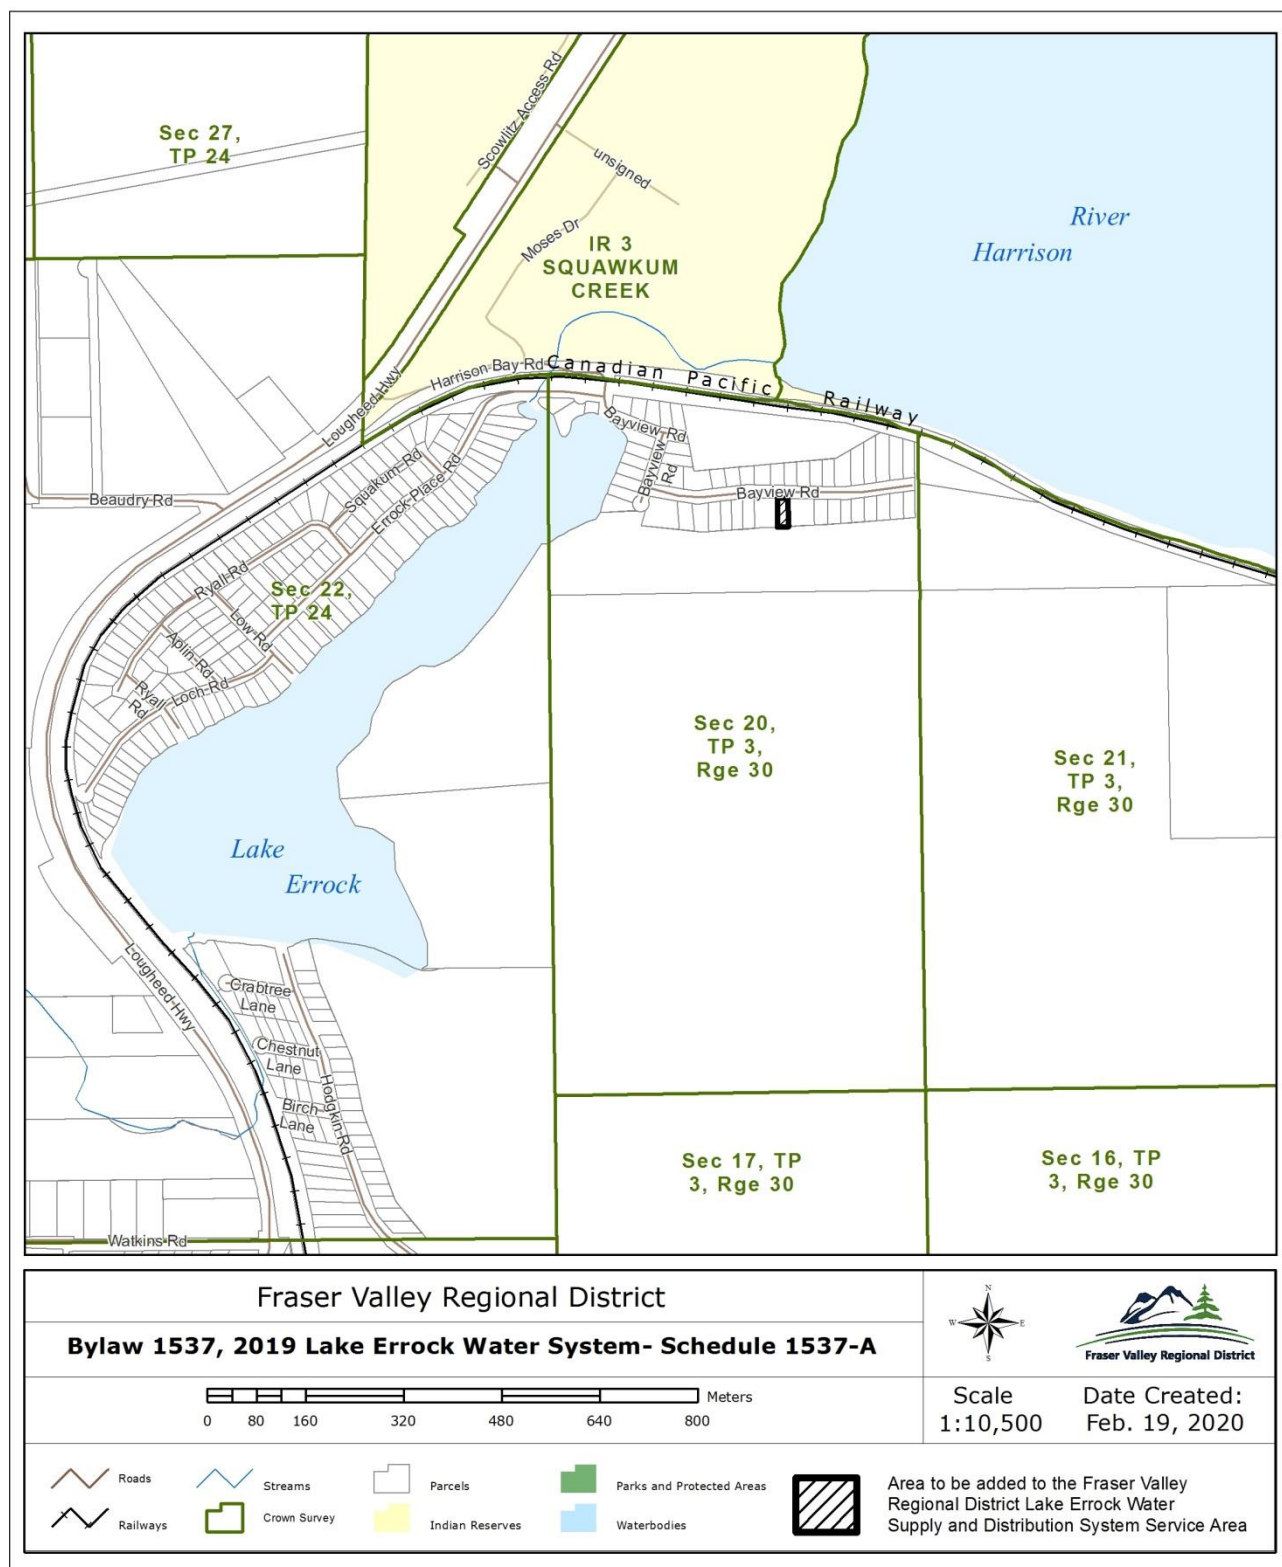 Sec 27,
TP 24
Scowlitz Access Rd
unsigned
Moses Dr
IR 3
SQUAWKUM
CREEK
River
Harrison
Harrison Bay Rd
Canadian Pacific Railway
Lougheed Hwy
Bayview Rd
Bayview
Rd
Bayview Rd
Beaudry Rd
Squakum Rd
Errock Place Rd
Ryall Rd
Sec 22,
TP 24
Low Rd
Aplin Rd
Loch Rd
Ryall
Rd
Sec 20,
TP 3,
Rge 30
Sec 21,
TP 3,
Rge 30
Lake
Errock
Lougheed Hwy
Crabtree
Lane
Chestnut
Lane
Birch
Lane
Hodgkin Rd
Sec 17, TP
3, Rge 30
Sec 16, TP
3, Rge 30
Watkins Rd
Fraser Valley Regional District
Bylaw 1537, 2019 Lake Errock Water System- Schedule 1537-A
N
W E
S
Fraser Valley Regional District
Meters
0 80 160 320 480 640 800
Scale
1:10,500
Date Created:
Feb. 19, 2020
Roads
Streams
Parcels
Parks and Protected Areas
Railways
Crown Survey
Indian Reserves
Waterbodies
Area to be added to the Fraser Valley
Regional District Lake Errock Water
Supply and Distribution System Service Area